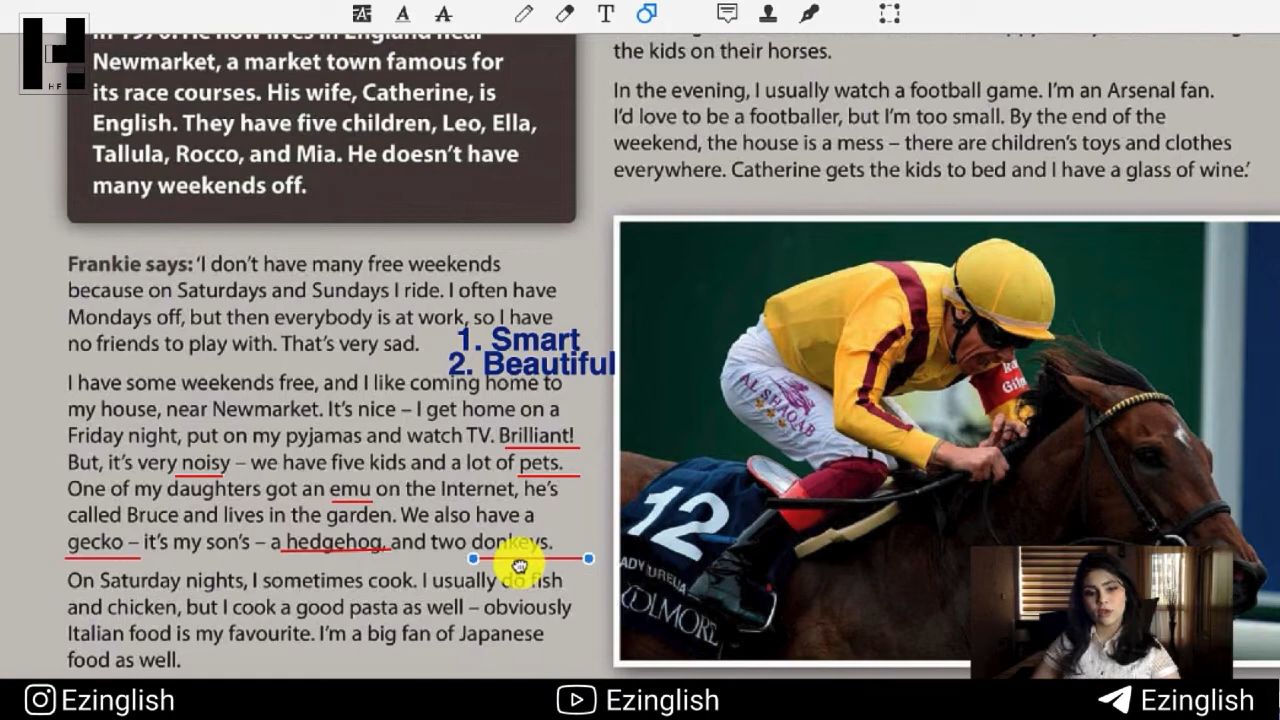 HF
in 1970. He now lives in England near
Newmarket, a market town famous for
its race courses. His wife, Catherine, is
English. They have five children, Leo, Ella,
Tallula, Rocco, and Mia. He doesn't have
many weekends off.
Frankie says: 'I don't have many free weekends
because on Saturdays and Sundays I ride. I often have
Mondays off, but then everybody is at work, so I have
no friends to play with. That's very sad.
1. Smart
2. Beautiful
I have some weekends free, and I like coming home to
my house, near Newmarket. It's nice – I get home on a
Friday night, put on my pyjamas and watch TV. Brilliant!
But, it's very noisy – we have five kids and a lot of pets.
One of my daughters got an emu on the Internet, he's
called Bruce and lives in the garden. We also have a
gecko – it's my son's – a hedgehog, and two donkeys.
On Saturday nights, I sometimes cook. I usually do fish
and chicken, but I cook a good pasta as well – obviously
Italian food is my favourite. I'm a big fan of Japanese
food as well.
the kids on their horses.
In the evening, I usually watch a football game. I'm an Arsenal fan.
I'd love to be a footballer, but I'm too small. By the end of the
weekend, the house is a mess – there are children's toys and clothes
everywhere. Catherine gets the kids to bed and I have a glass of wine.'
AL SHAQAB
12
Ezinglish
Ezinglish
Ezinglish